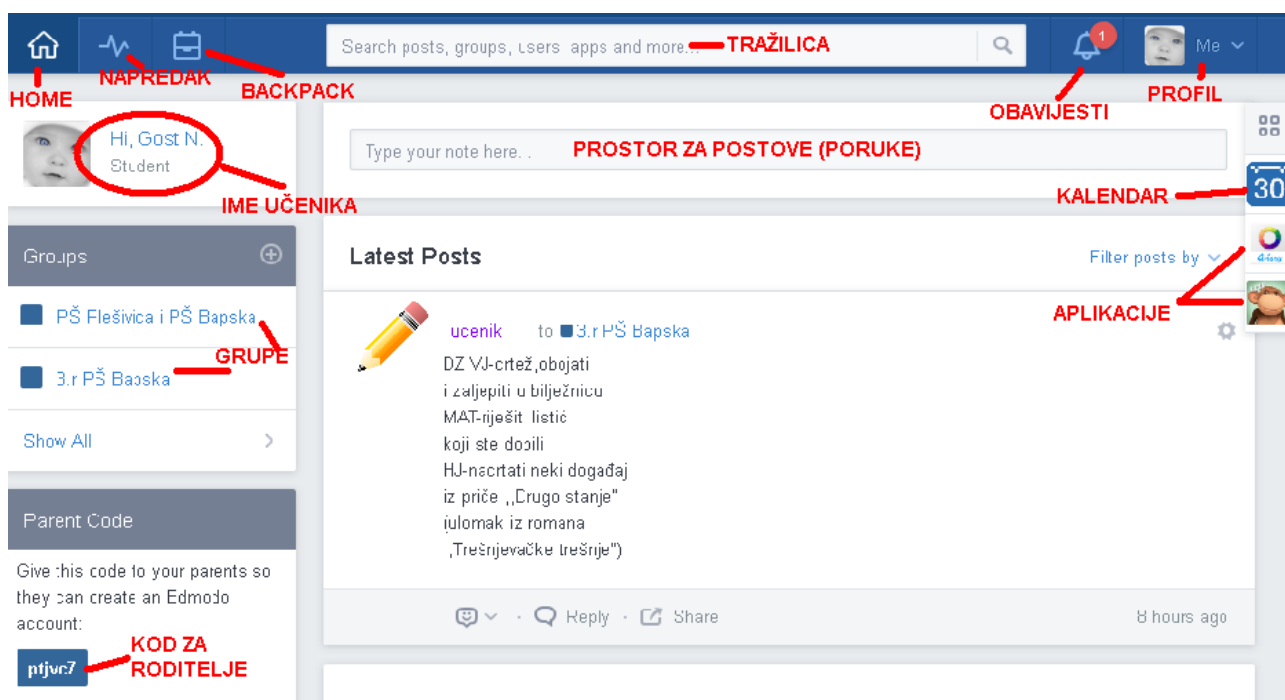 Search posts, groups, users apps and more...
TRAŽILICA
1
Me
HOME
NAPREDAK
BACKPACK
OBAVIJESTI
PROFIL
Hi, Gost N.
Student
IME UČENIKA
Type your note here. .
PROSTOR ZA POSTOVE (PORUKE)
KALENDAR
30
Groups
PŠ Flešivica i PŠ Bapska
GRUPE
3.r PŠ Bapska
Show All
Latest Posts
Filter posts by
APLIKACIJE
ucenik to 3.r PŠ Bapska
DZ VJ-crtež,obojati
i zalijepiti u bilježnicu
MAT-riješiti listić
koji ste dobili
HJ-nacrtati neki događaj
iz priče ,,Drugo stanje"
(ulomak iz romana
,,Trešnjevačke trešnje")
Reply · Share
8 hours ago
Parent Code
Give this code to your parents so
they can create an Edmodo
account:
ptjvc7
KOD ZA
RODITELJE